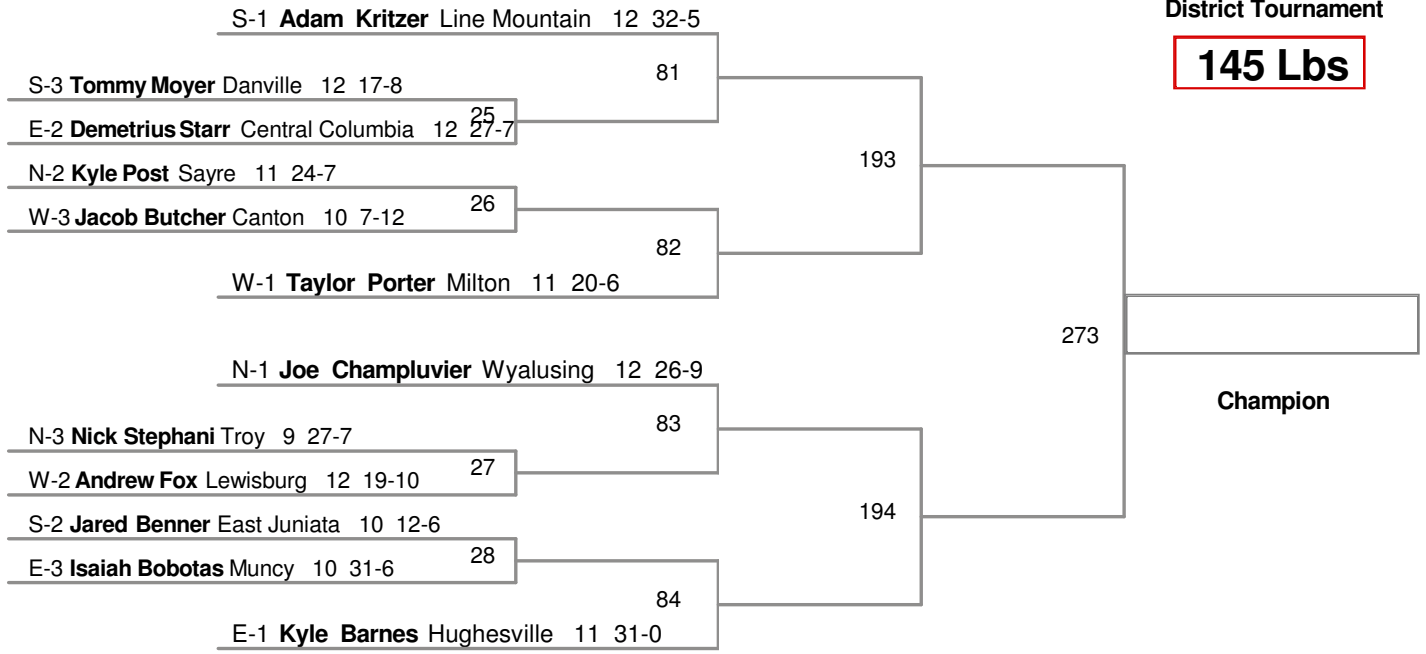 District Tournament
145 Lbs
S-1 Adam Kritzer Line Mountain 12 32-5
81
S-3 Tommy Moyer Danville 12 17-8
25
E-2 Demetrius Starr Central Columbia 12 27-7
193
N-2 Kyle Post Sayre 11 24-7
26
W-3 Jacob Butcher Canton 10 7-12
82
W-1 Taylor Porter Milton 11 20-6
273
N-1 Joe Champluvier Wyalusing 12 26-9
Champion
83
N-3 Nick Stephani Troy 9 27-7
27
W-2 Andrew Fox Lewisburg 12 19-10
194
S-2 Jared Benner East Juniata 10 12-6
28
E-3 Isaiah Bobotas Muncy 10 31-6
84
E-1 Kyle Barnes Hughesville 11 31-0